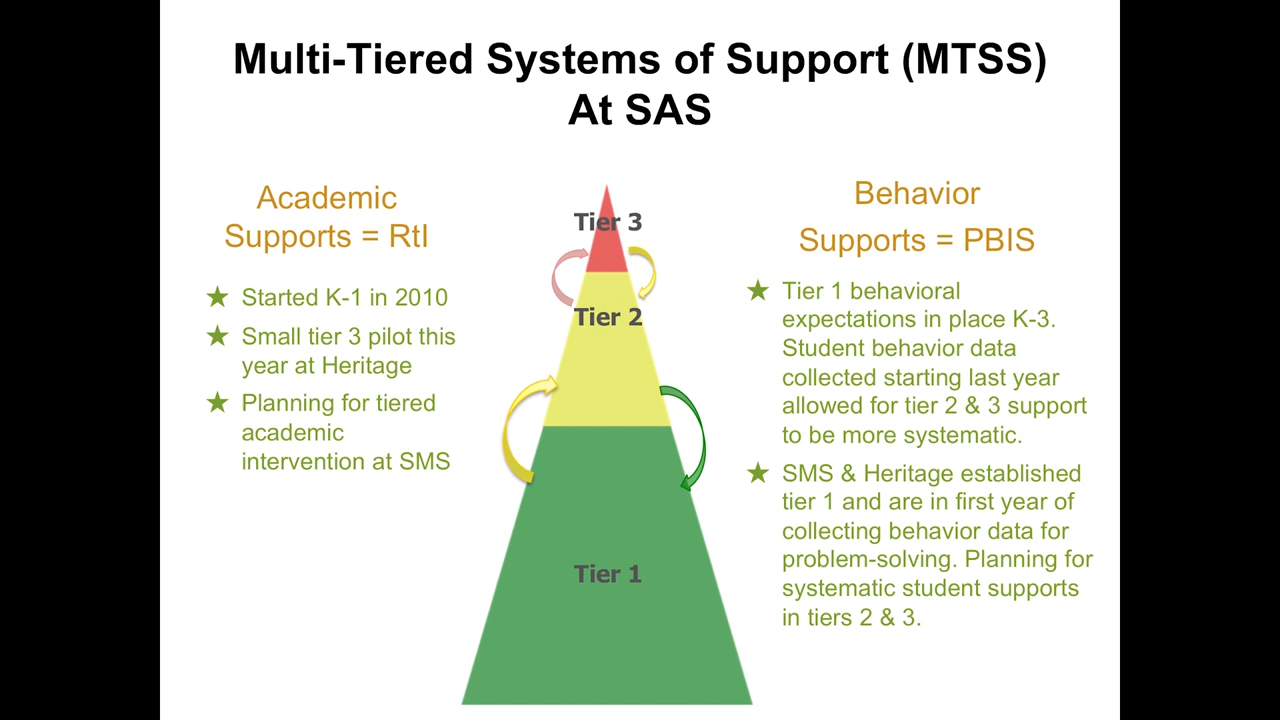 Multi-Tiered Systems of Support (MTSS)
At SAS
Academic
Supports = RtI
Started K-1 in 2010
Small tier 3 pilot this
year at Heritage
Planning for tiered
academic
intervention at SMS
Tier 3
Tier 2
Tier 1
Behavior
Supports = PBIS
Tier 1 behavioral
expectations in place K-3.
Student behavior data
collected starting last year
allowed for tier 2 & 3 support
to be more systematic.
SMS & Heritage established
tier 1 and are in first year of
collecting behavior data for
problem-solving. Planning for
systematic student supports
in tiers 2 & 3.